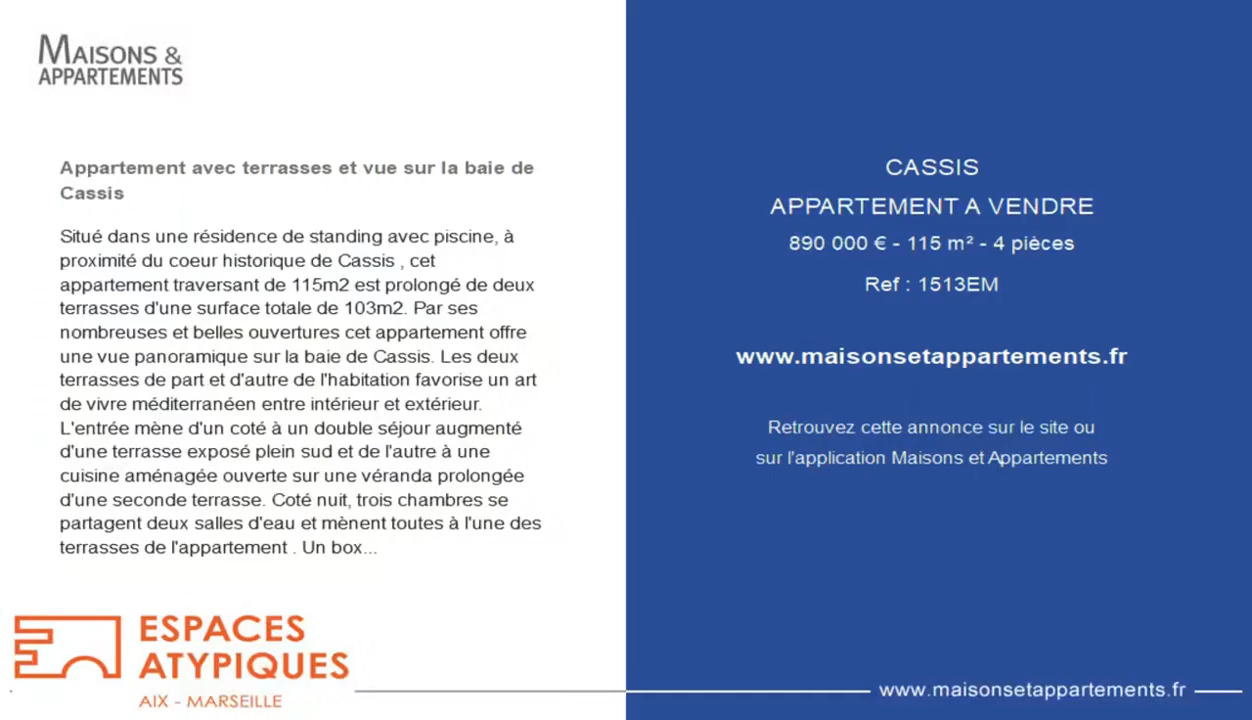 MAISONS &
APPARTEMENTS
Appartement avec terrasses et vue sur la baie de
Cassis
Situé dans une résidence de standing avec piscine, à
proximité du coeur historique de Cassis , cet
appartement traversant de 115m2 est prolongé de deux
terrasses d'une surface totale de 103m2. Par ses
nombreuses et belles ouvertures cet appartement offre
une vue panoramique sur la baie de Cassis. Les deux
terrasses de part et d'autre de l'habitation favorise un art
de vivre méditerranéen entre intérieur et extérieur.
L'entrée mène d'un coté à un double séjour augmenté
d'une terrasse exposé plein sud et de l'autre à une
cuisine aménagée ouverte sur une véranda prolongée
d'une seconde terrasse. Coté nuit, trois chambres se
partagent deux salles d'eau et mènent toutes à l'une des
terrasses de l'appartement . Un box...
ESPACES
ATYPIQUES
AIX - MARSEILLE
CASSIS
APPARTEMENT A VENDRE
890 000 € - 115 m² - 4 pièces
Ref : 1513EM
www.maisonsetappartements.fr
Retrouvez cette annonce sur le site ou
sur l'application Maisons et Appartements
www.maisonsetappartements.fr